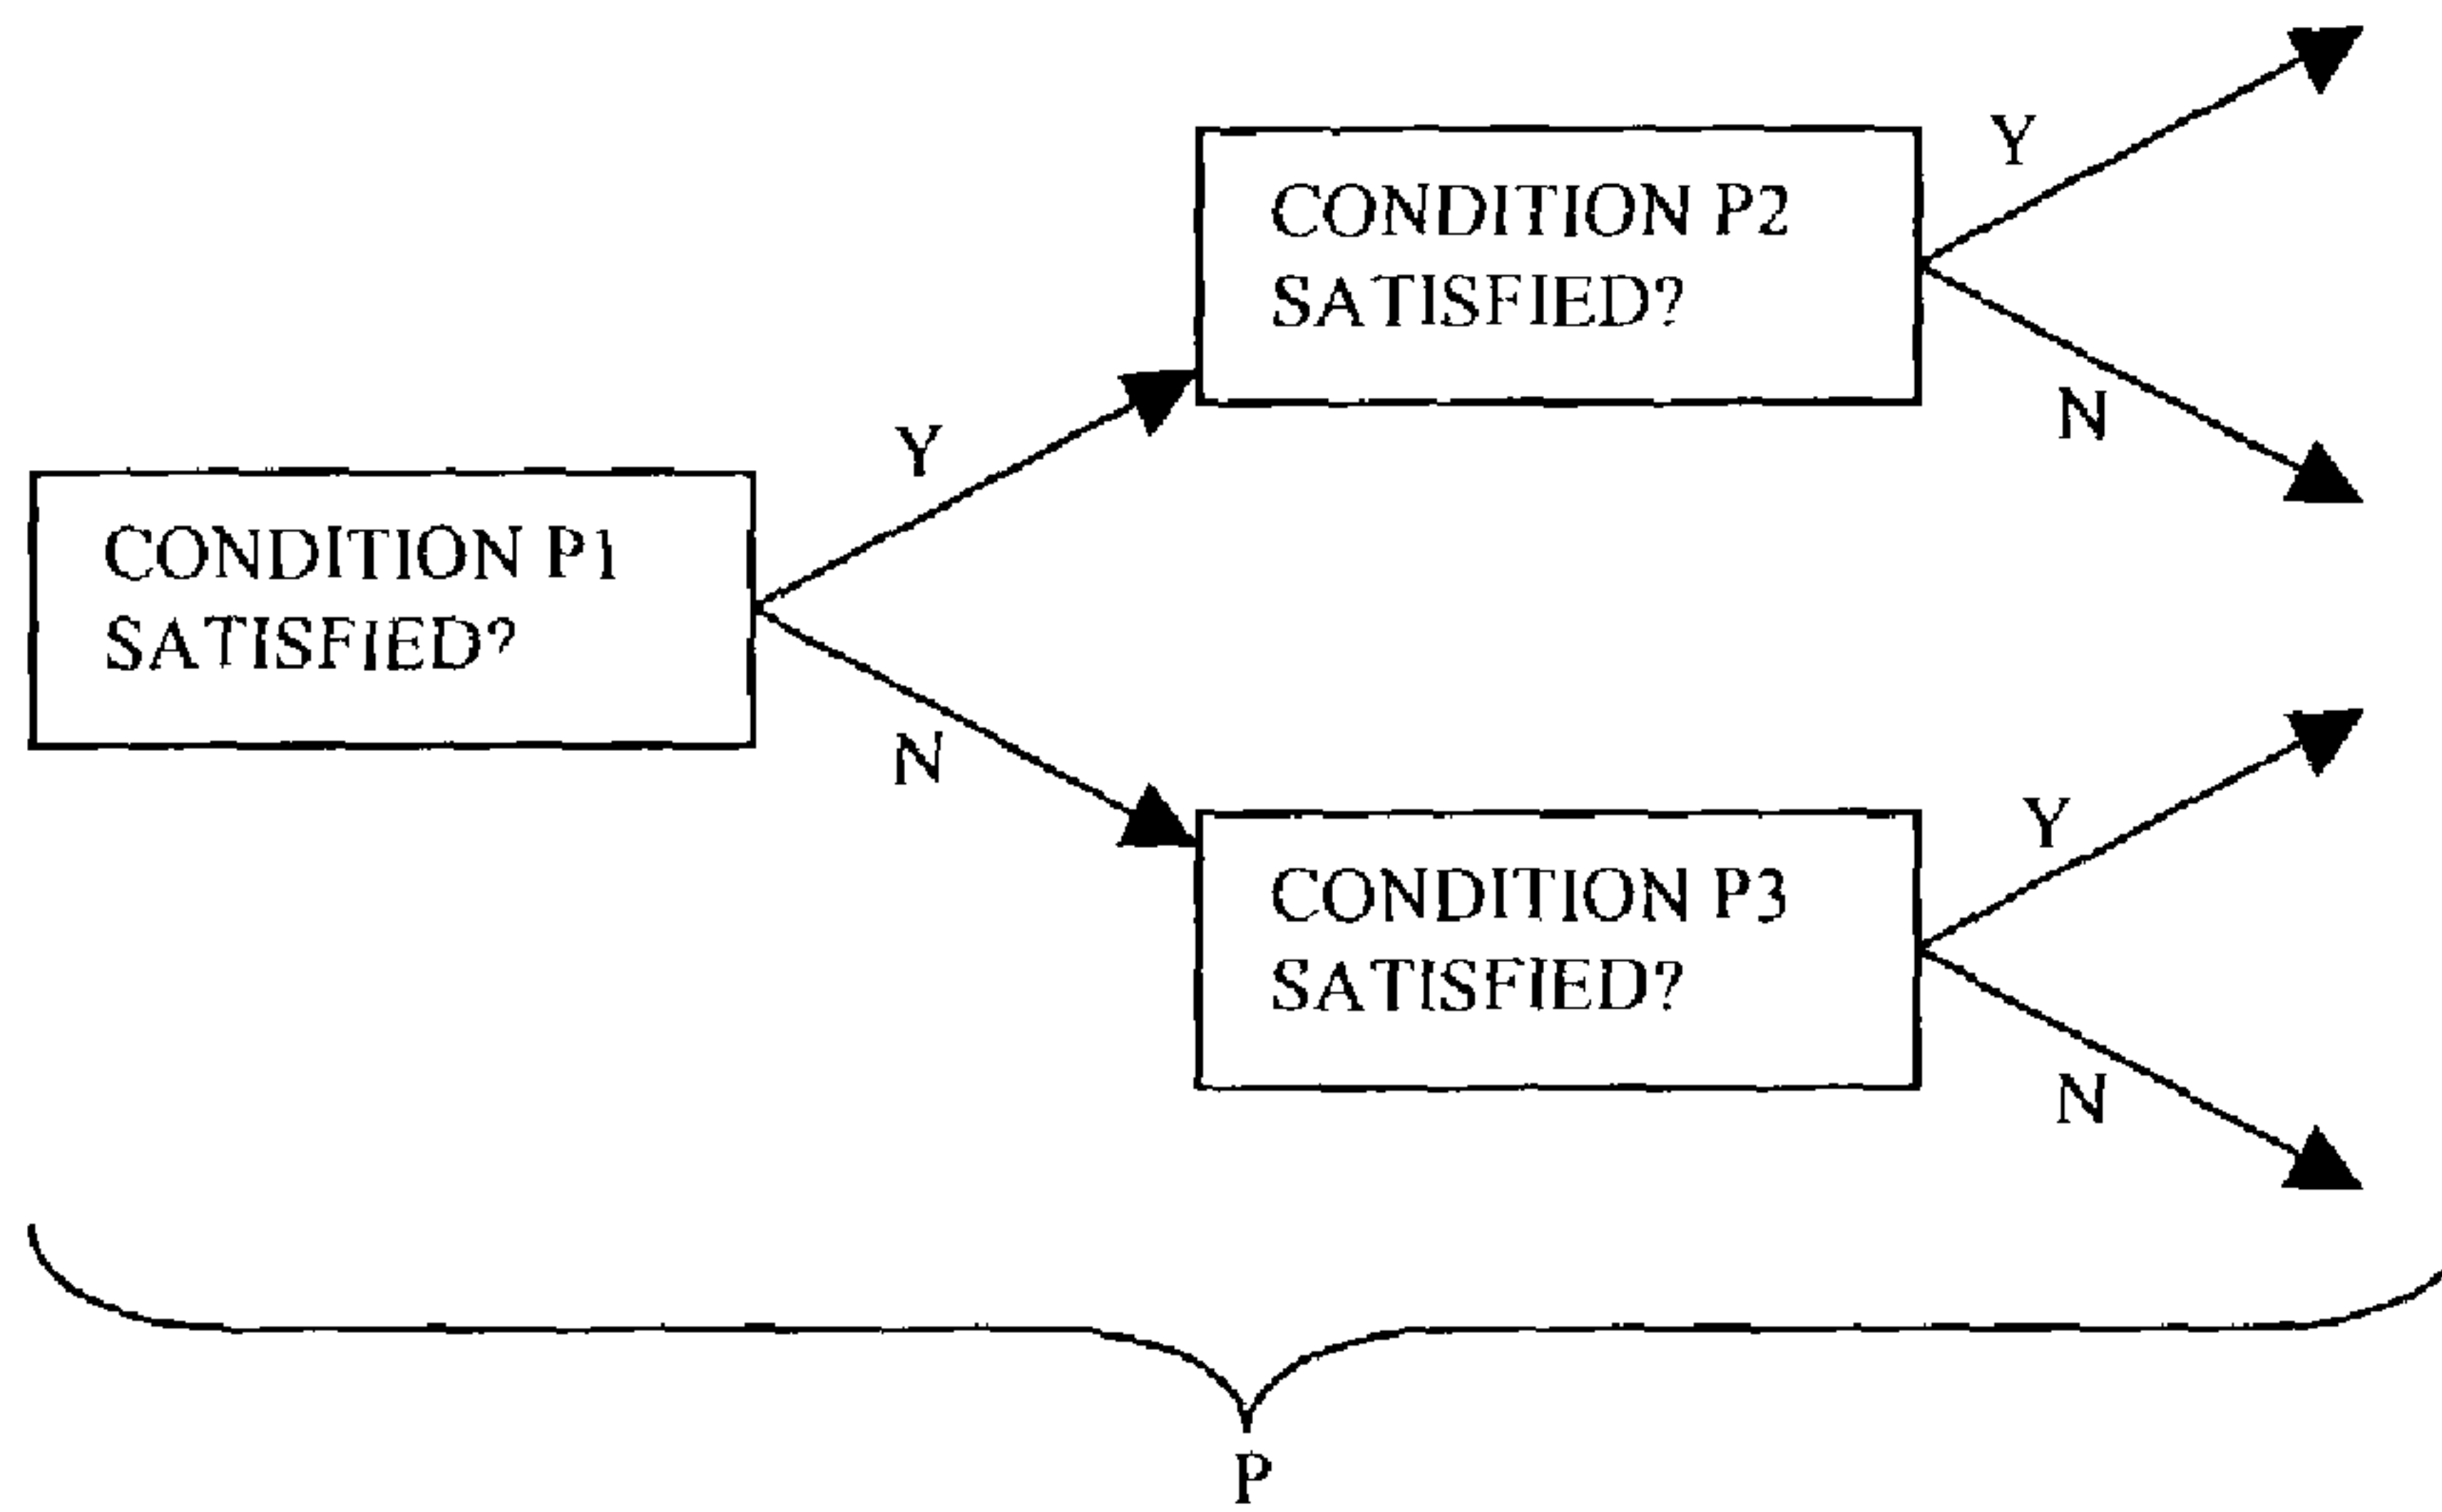 CONDITION P1
SATISFIED?
Y
N
CONDITION P2
SATISFIED?
Y
N
CONDITION P3
SATISFIED?
Y
N
P